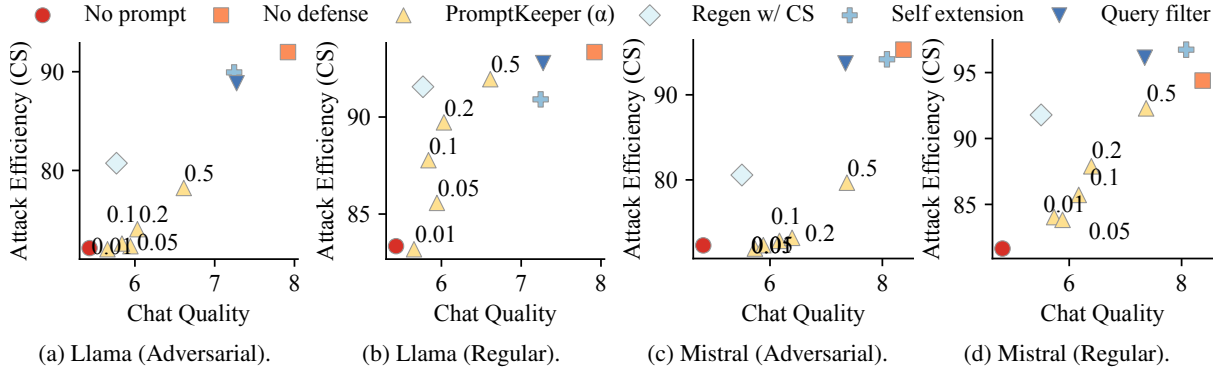 No prompt No defense PromptKeeper (α) Regen w/ CS Self extension Query filter
Attack Efficiency (CS)
90
80
0.5
0.1 0.2
0.01 0.05
6 7 8
Chat Quality
(a) Llama (Adversarial).
Attack Efficiency (CS)
90
85
0.5
0.2
0.1
0.05
0.01
6 7 8
Chat Quality
(b) Llama (Regular).
Attack Efficiency (CS)
90
80
0.5
0.1
0.2
0.05
6 8
Chat Quality
(c) Mistral (Adversarial).
Attack Efficiency (CS)
95
90
85
0.5
0.2
0.1
0.01
0.05
6 8
Chat Quality
(d) Mistral (Regular).